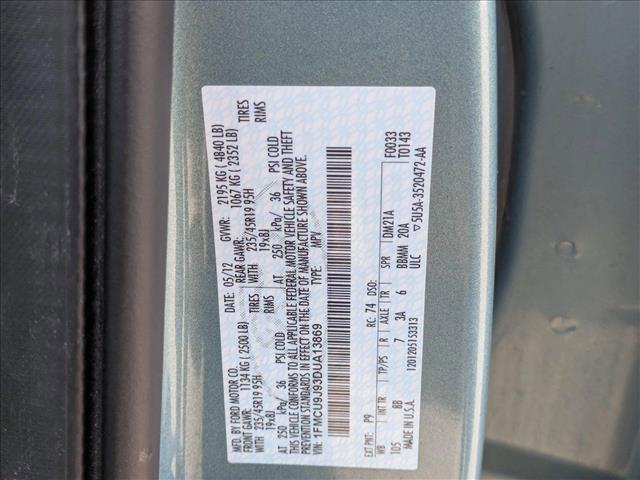 MFD. BY FORD MOTOR CO. DATE: 05/12 GVWR: 2195 KG ( 4840 LB)
FRONT GAWR: 1134 KG ( 2500 LB) REAR GAWR: 1067 KG ( 2352 LB)
235/45R19 95H TIRES 235/45R19 95H TIRES
WITH 19x8J RIMS WITH 19x8J RIMS
AT 250 kPa/ 36 PSI COLD AT 250 kPa/ 36 PSI COLD
THIS VEHICLE CONFORMS TO ALL APPLICABLE FEDERAL MOTOR VEHICLE SAFETY AND THEFT
PREVENTION STANDARDS IN EFFECT ON THE DATE OF MANUFACTURE SHOWN ABOVE.
VIN: 1FMCU9J93DUA13869 TYPE: MPV
EXT PNT: P9 RC: 74 DSO: F0033
WB INT TR TP/PS R AXLE TR SPR DM21A T0143
105 BB 7 3A 6 BBMM 20A
MADE IN U.S.A. 1201205153313 ULC ▽5U5A-3520472-AA